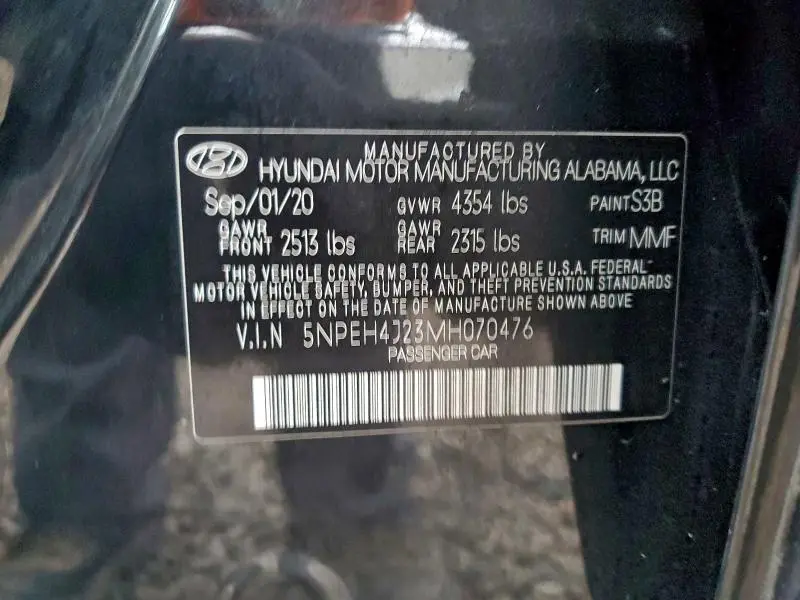 MANUFACTURED BY
HYUNDAI MOTOR MANUFACTURING ALABAMA, LLC
Sep/01/20 GVWR 4354 lbs PAINT S3B
GAWR FRONT 2513 lbs GAWR REAR 2315 lbs TRIM MMF
THIS VEHICLE CONFORMS TO ALL APPLICABLE U.S.A. FEDERAL
MOTOR VEHICLE SAFETY, BUMPER, AND THEFT PREVENTION STANDARDS
IN EFFECT ON THE DATE OF MANUFACTURE SHOWN ABOVE
V.I.N 5NPEH4J23MH070476
PASSENGER CAR